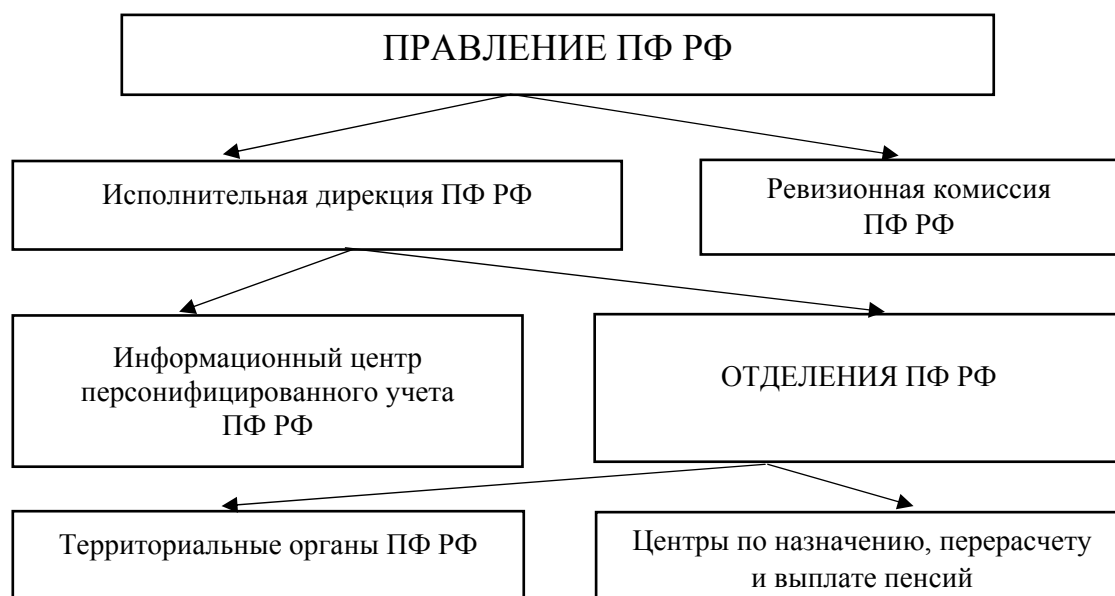 ПРАВЛЕНИЕ ПФ РФ
Исполнительная дирекция ПФ РФ
Ревизионная комиссия
ПФ РФ
Информационный центр
персонифицированного учета
ПФ РФ
ОТДЕЛЕНИЯ ПФ РФ
Территориальные органы ПФ РФ
Центры по назначению, перерасчету
и выплате пенсий